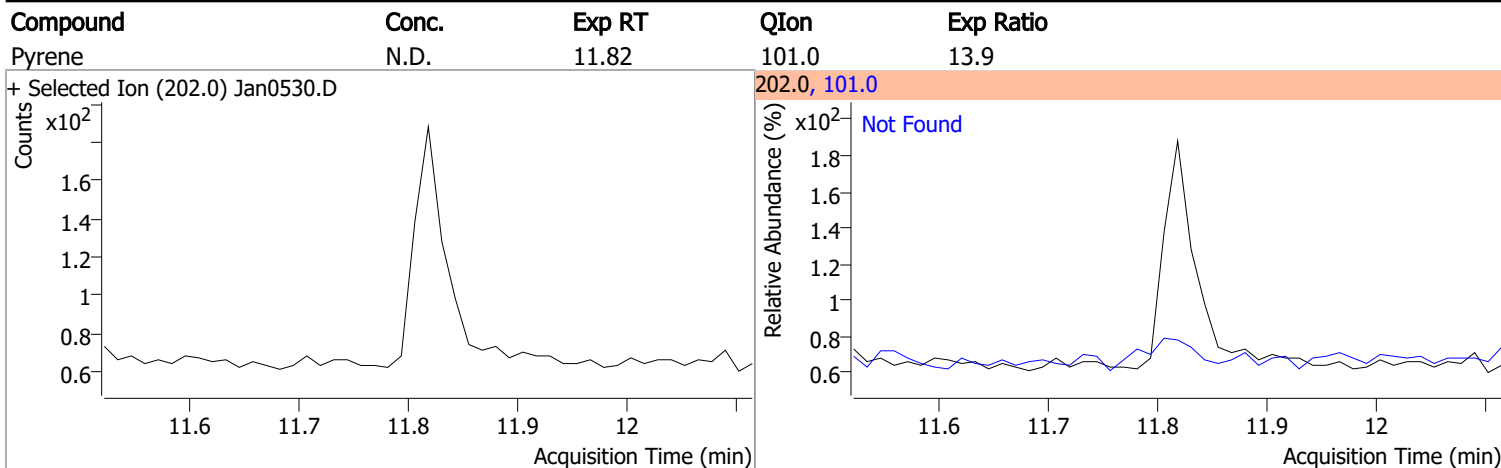 Compound Conc. Exp RT QIon Exp Ratio
Pyrene N.D. 11.82 101.0 13.9
+ Selected Ion (202.0) Jan0530.D
Counts
x10²
1.6
1.4
1.2
1
0.8
0.6
11.6 11.7 11.8 11.9 12
Acquisition Time (min)
202.0, 101.0
Relative Abundance (%)
x10²
Not Found
1.8
1.6
1.4
1.2
1
0.8
0.6
11.6 11.7 11.8 11.9 12
Acquisition Time (min)